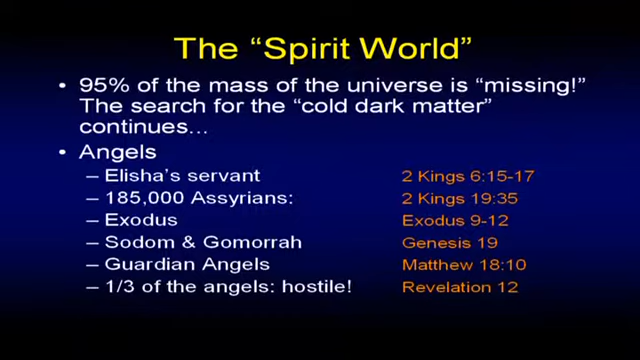 The “Spirit World”
• 95% of the mass of the universe is “missing!”
The search for the “cold dark matter”
continues...
• Angels
– Elisha's servant 2 Kings 6:15-17
– 185,000 Assyrians: 2 Kings 19:35
– Exodus Exodus 9-12
– Sodom & Gomorrah Genesis 19
– Guardian Angels Matthew 18:10
– 1/3 of the angels: hostile! Revelation 12